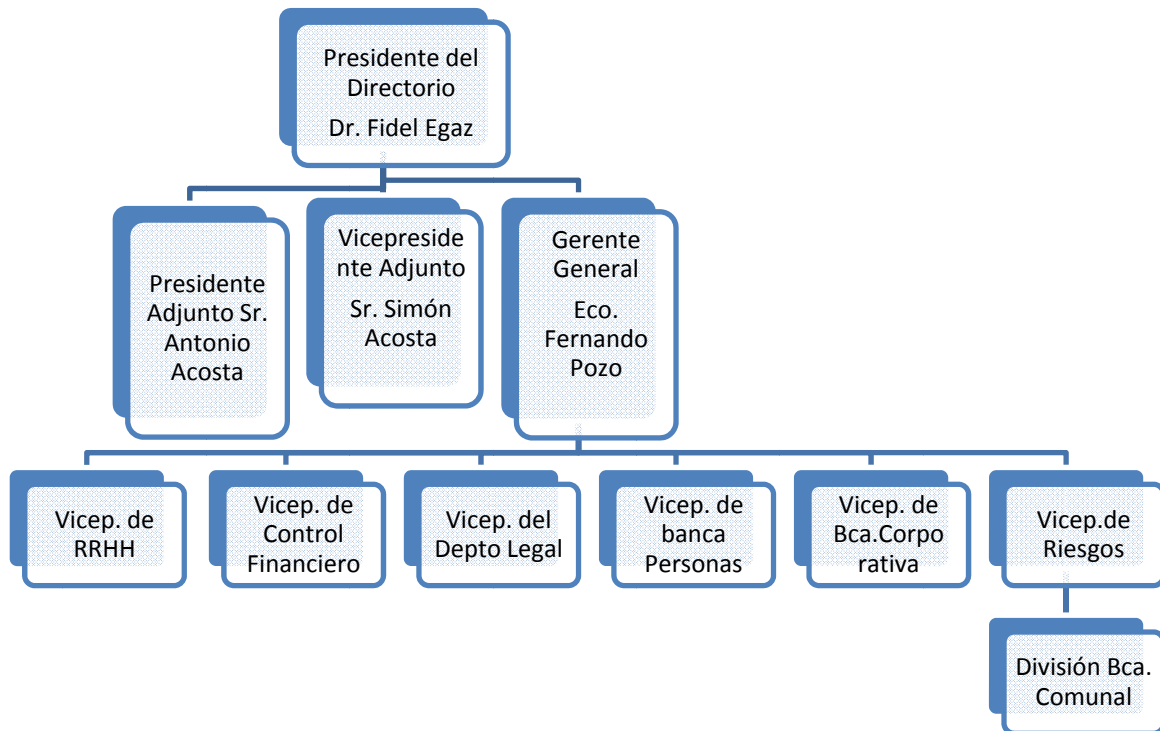 Presidente del
Directorio
Dr. Fidel Egaz
Presidente
Adjunto Sr.
Antonio
Acosta
Vicepreside
nte Adjunto
Sr. Simón
Acosta
Gerente
General
Eco.
Fernando
Pozo
Vicep. de
RRHH
Vicep. de
Control
Financiero
Vicep. del
Depto Legal
Vicep. de
banca
Personas
Vicep. de
Bca.Corpo
rativa
Vicep.de
Riesgos
División Bca.
Comunal